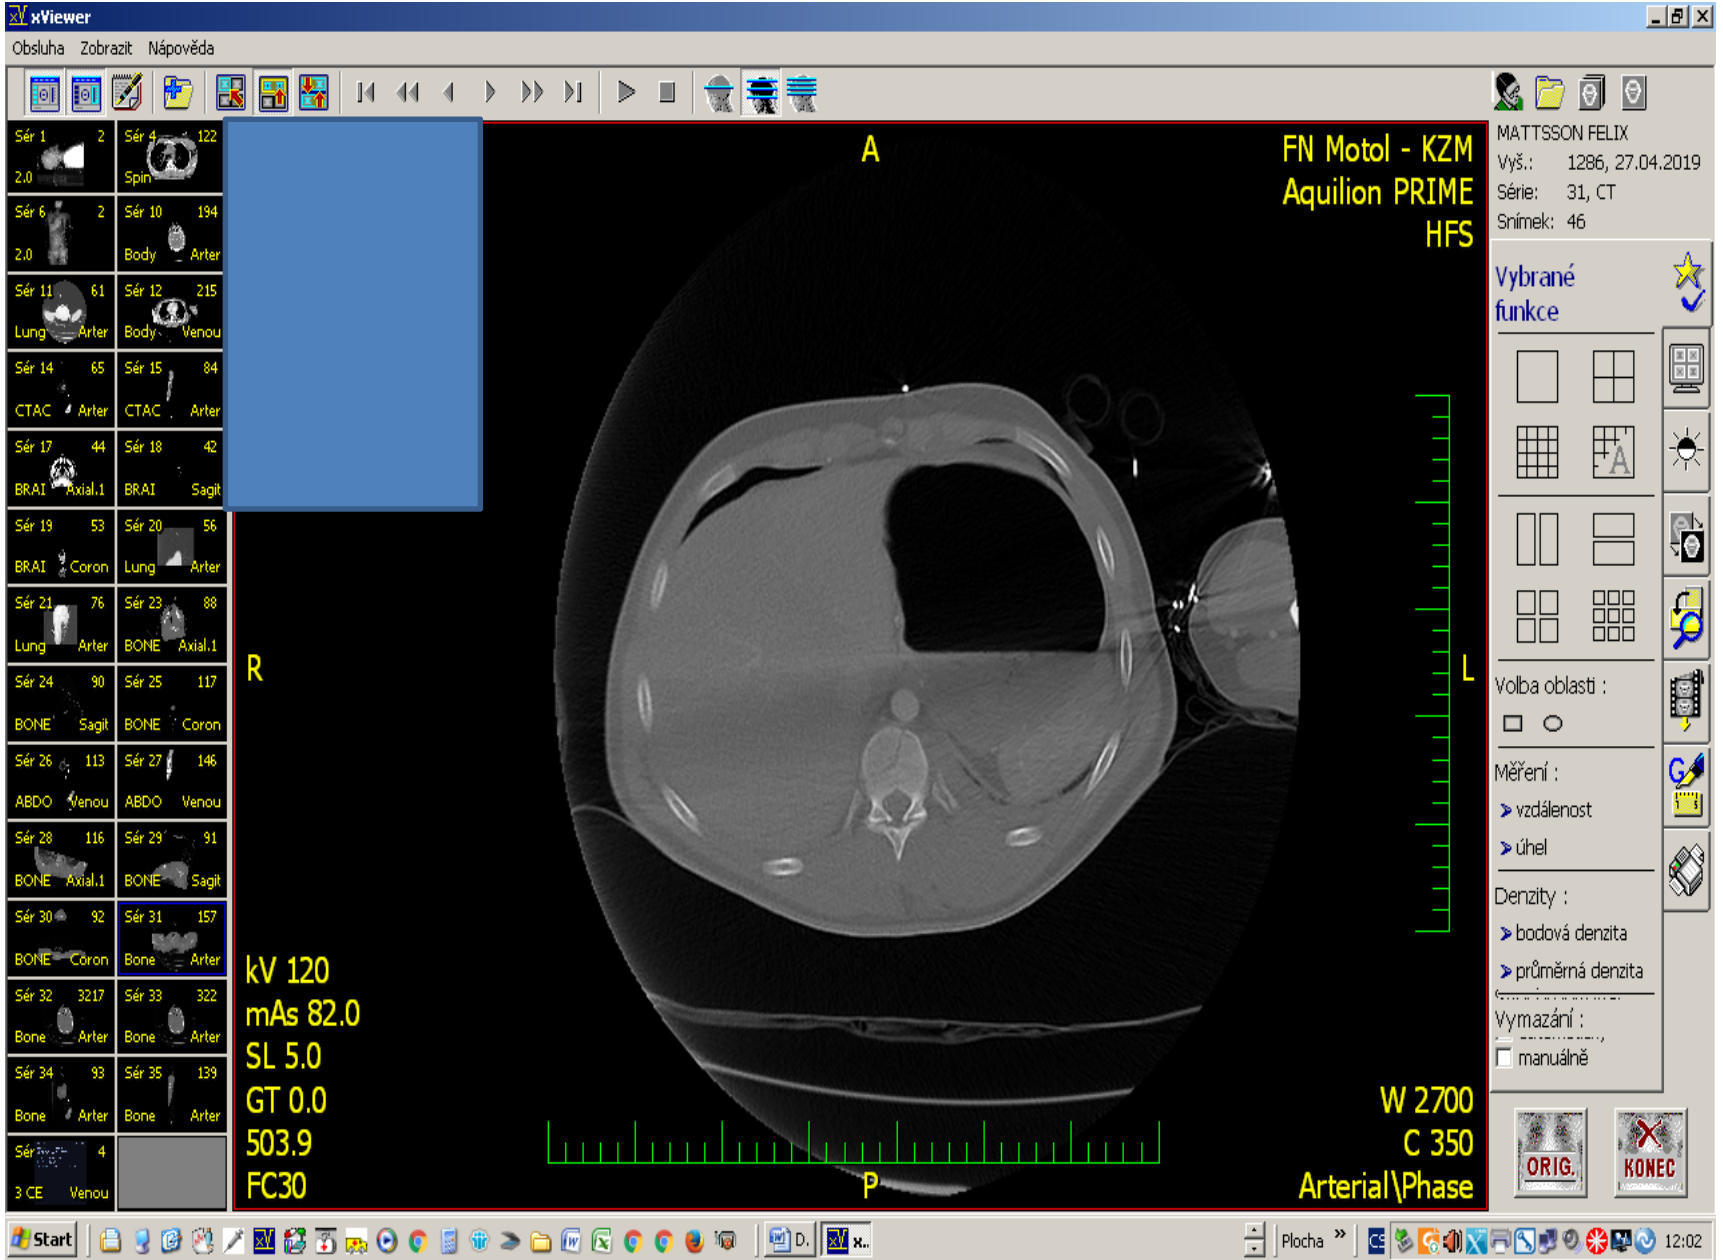 xViewer
Obsluha Zobrazit Nápověda
Sér 1 2
2.0
Sér 4 122
Spin
Sér 6 2
2.0
Sér 10 194
Body Arter
Sér 11 61
Lung Arter
Sér 12 215
Body Venou
Sér 14 65
CTAC Arter
Sér 15 84
CTAC Arter
Sér 17 44
BRAI Axial.1
Sér 18 42
BRAI Sagit
Sér 19 53
BRAI Coron
Sér 20 56
Lung Arter
Sér 21 76
Lung Arter
Sér 23 88
BONE Axial.1
Sér 24 90
BONE Sagit
Sér 25 117
BONE Coron
Sér 26 113
ABDO Venou
Sér 27 146
ABDO Venou
Sér 28 116
BONE Axial.1
Sér 29 91
BONE Sagit
Sér 30 92
BONE Coron
Sér 31 157
Bone Arter
Sér 32 3217
Bone Arter
Sér 33 322
Bone Arter
Sér 34 93
Bone Arter
Sér 35 139
Bone Arter
Sér 4
3 CE Venou
A
FN Motol - KZM
Aquilion PRIME
HFS
R
L
kV 120
mAs 82.0
SL 5.0
GT 0.0
503.9
FC30
P
W 2700
C 350
Arterial\Phase
MATTSSON FELIX
Vyš.: 1286, 27.04.2019
Série: 31, CT
Snímek: 46
Vybrané
funkce
A
Volba oblasti :
Měření :
vzdálenost
úhel
Denzity :
bodová denzita
průměrná denzita
Vymazání :
manuálně
ORIG.
KONEC
Start
D.
x..
Plocha »
CS
12:02